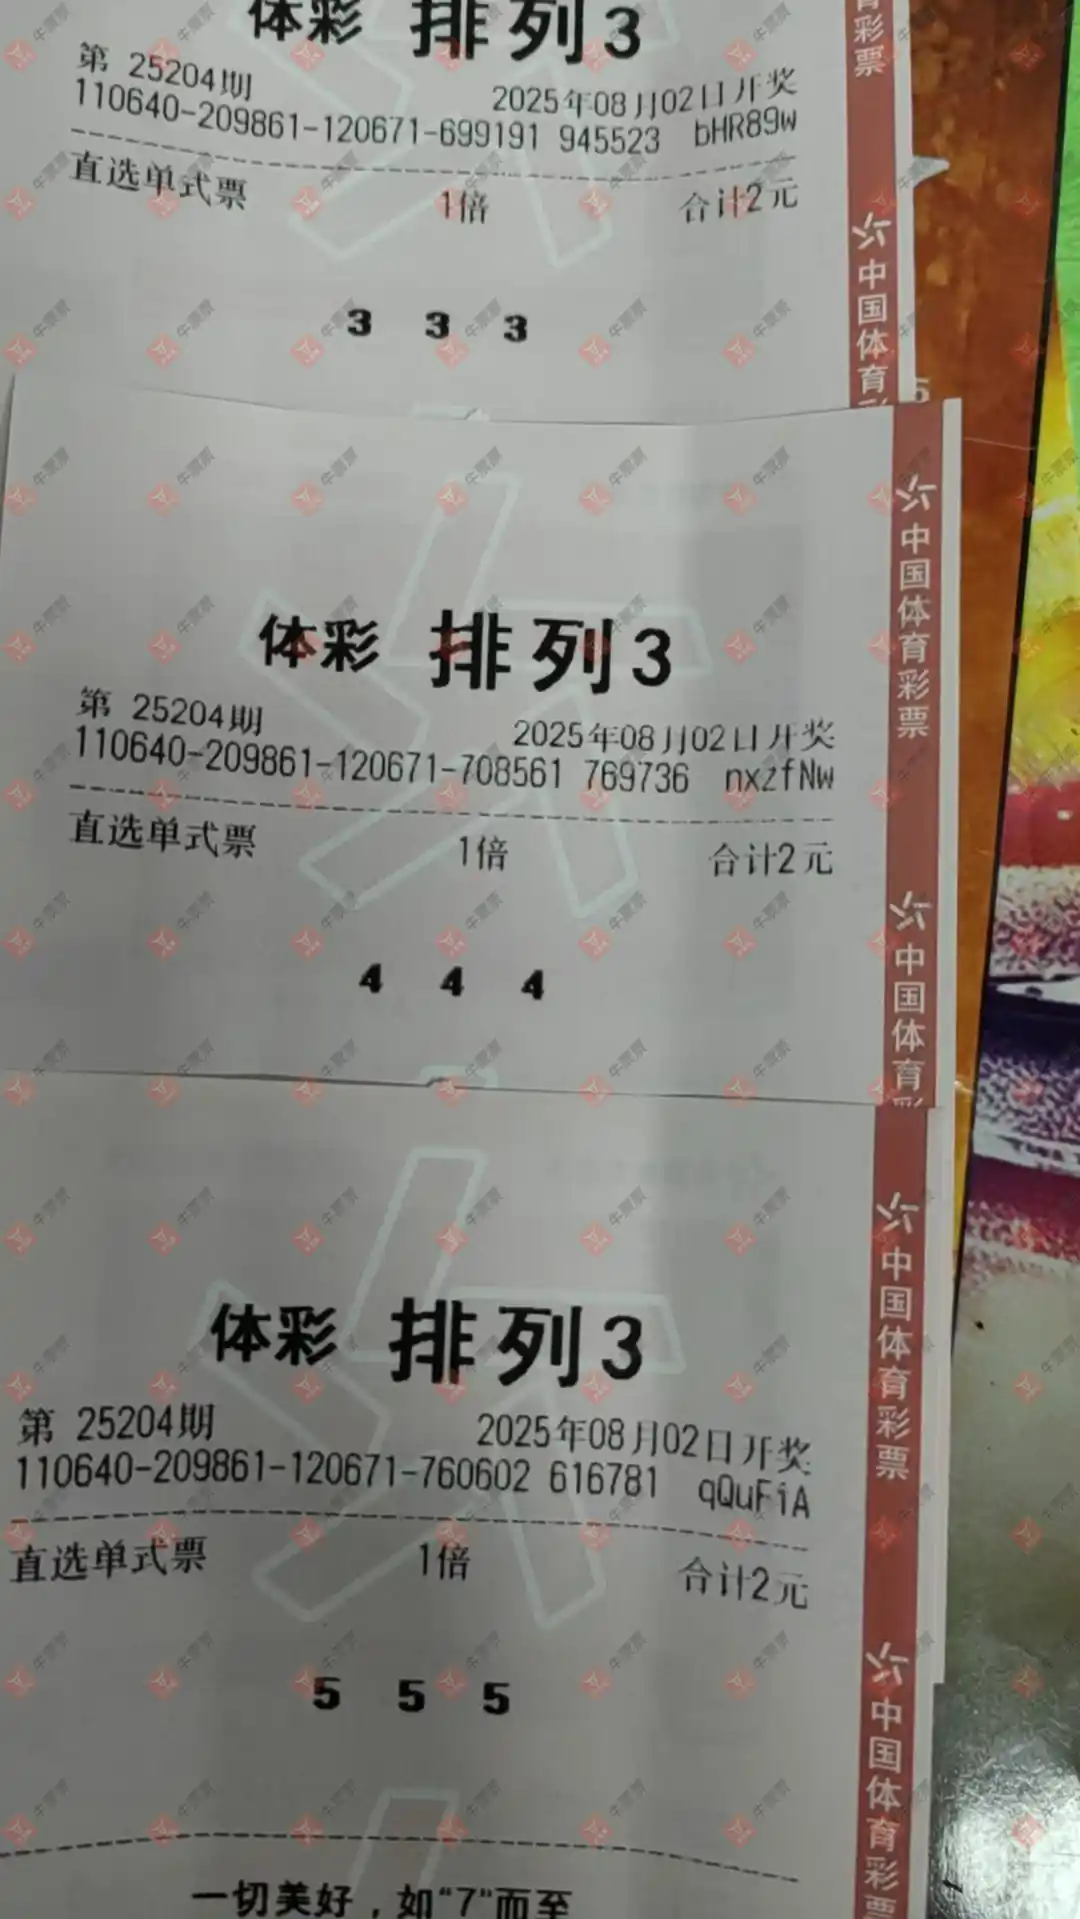 体彩 排列3
第 25204期 2025年08月02日开奖
110640-209861-120671-699191 945523 bHR89w
直选单式票 1倍 合计2元
3 3 3
育彩票
中国体育彩
体彩 排列3
第 25204期 2025年08月02日开奖
110640-209861-120671-708561 769736 nxzfNw
直选单式票 1倍 合计2元
4 4 4
中国体育彩票
中国体育彩
体彩 排列3
第 25204期 2025年08月02日开奖
110640-209861-120671-760602 616781 qQuFiA
直选单式票 1倍 合计2元
5 5 5
中国体育彩票
中国体育彩票
一切美好，如“7”而至
牛票票